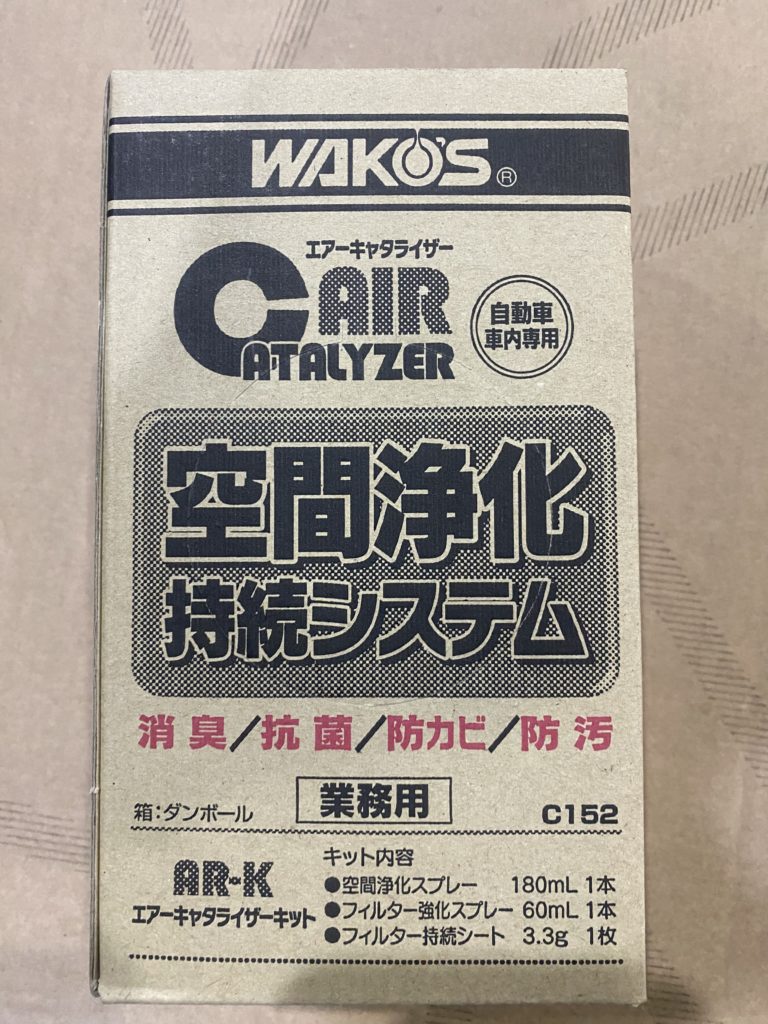 WAKO'S®
エアーキャタライザー
AIR
CATALYZER
自動車
車内専用
空間浄化
持続システム
消臭/抗菌/防カビ/防汚
箱:ダンボール
業務用
C152
AR-K
エアーキャタライザーキット
キット内容
●空間浄化スプレー 180mL 1本
●フィルター強化スプレー 60mL 1本
●フィルター持続シート 3.3g 1枚